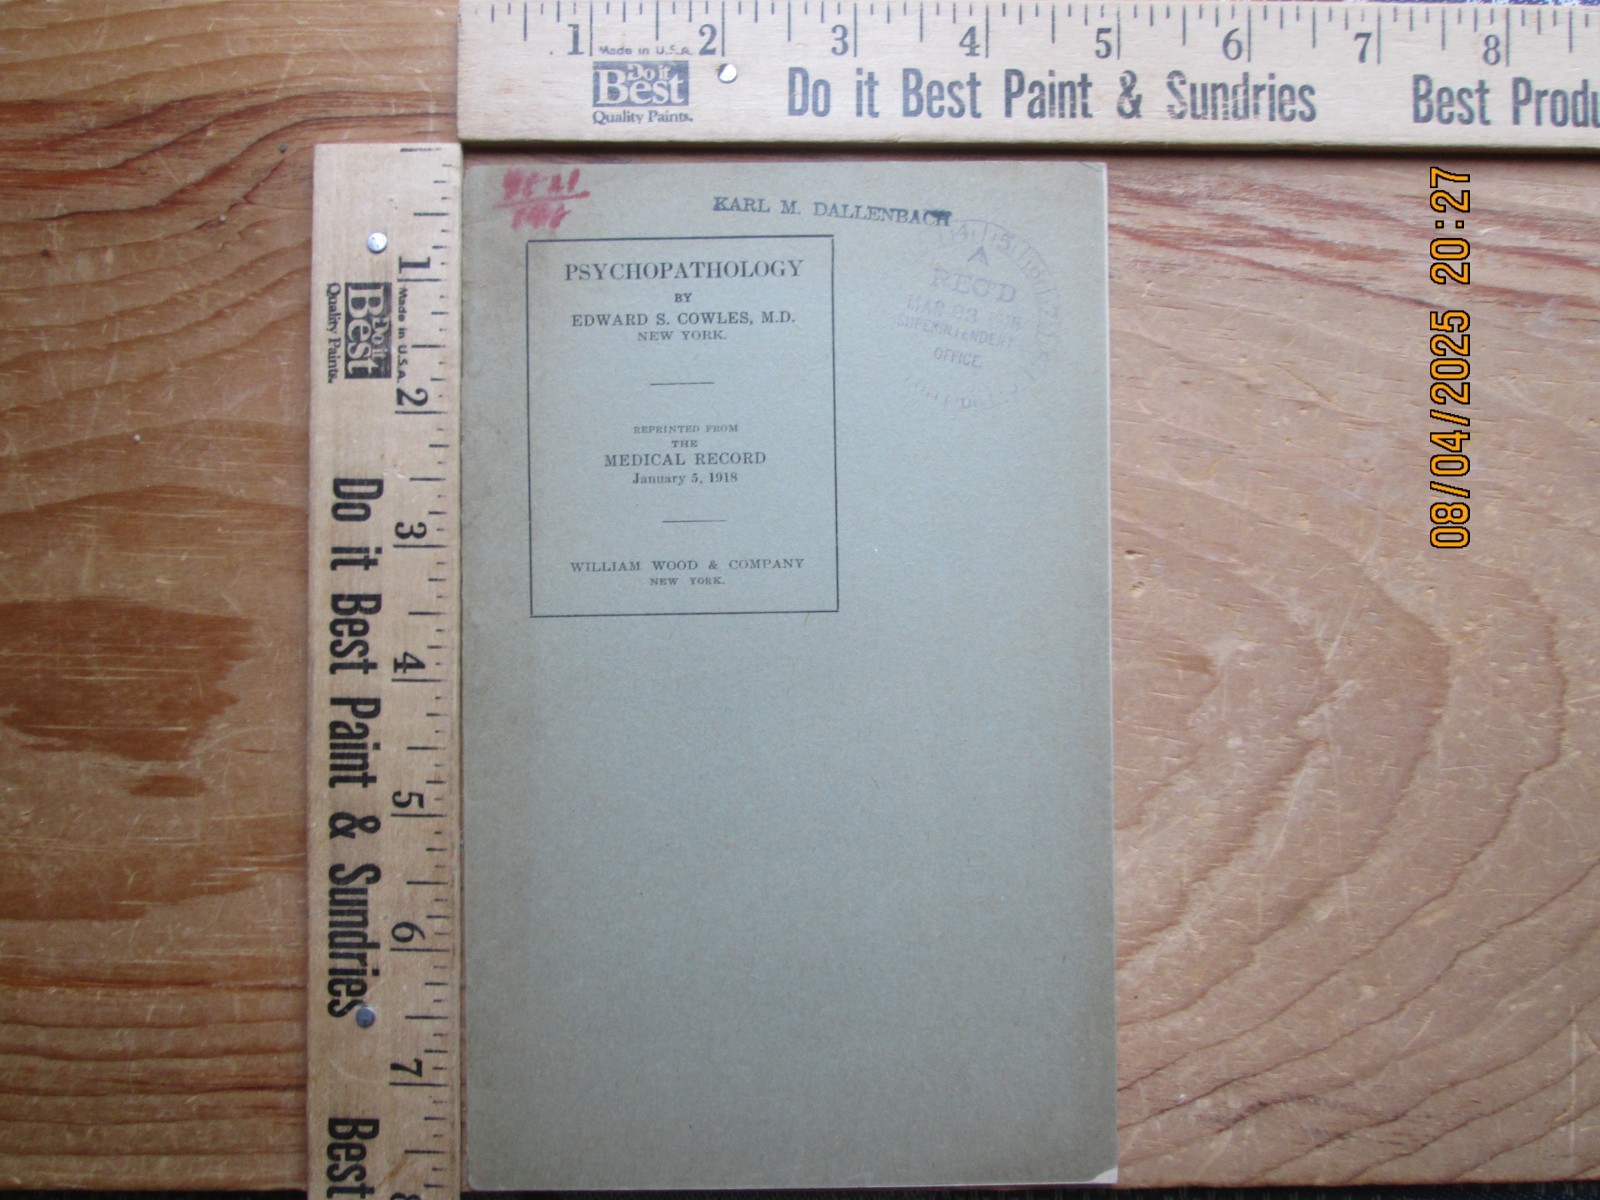 1 2 3 4 5 6 7 8
Made in U.S.A.
Do it
Best
Quality Paints.
Do it Best Paint & Sundries
Best Produ
KARL M. DALLENBACH
PSYCHOPATHOLOGY
BY
EDWARD S. COWLES, M.D.
NEW YORK.
REPRINTED FROM
THE
MEDICAL RECORD
January 5, 1918
WILLIAM WOOD & COMPANY
NEW YORK.
REC'D
MAR 23
SUPERINTENDENT
OFFICE
1 2 3 4 5 6 7 8
Made in U.S.A.
Do it
Best
Quality Paints.
Do it Best Paint & Sundries
Best
08/04/2025 20:27